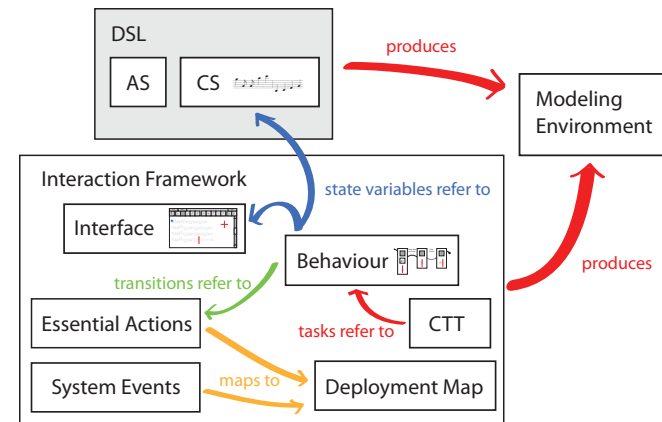 DSL
AS
CS
produces
Modeling
Environment
Interaction Framework
state variables refer to
Interface
Behaviour
produces
transitions refer to
Essential Actions
tasks refer to
CTT
System Events
maps to
Deployment Map